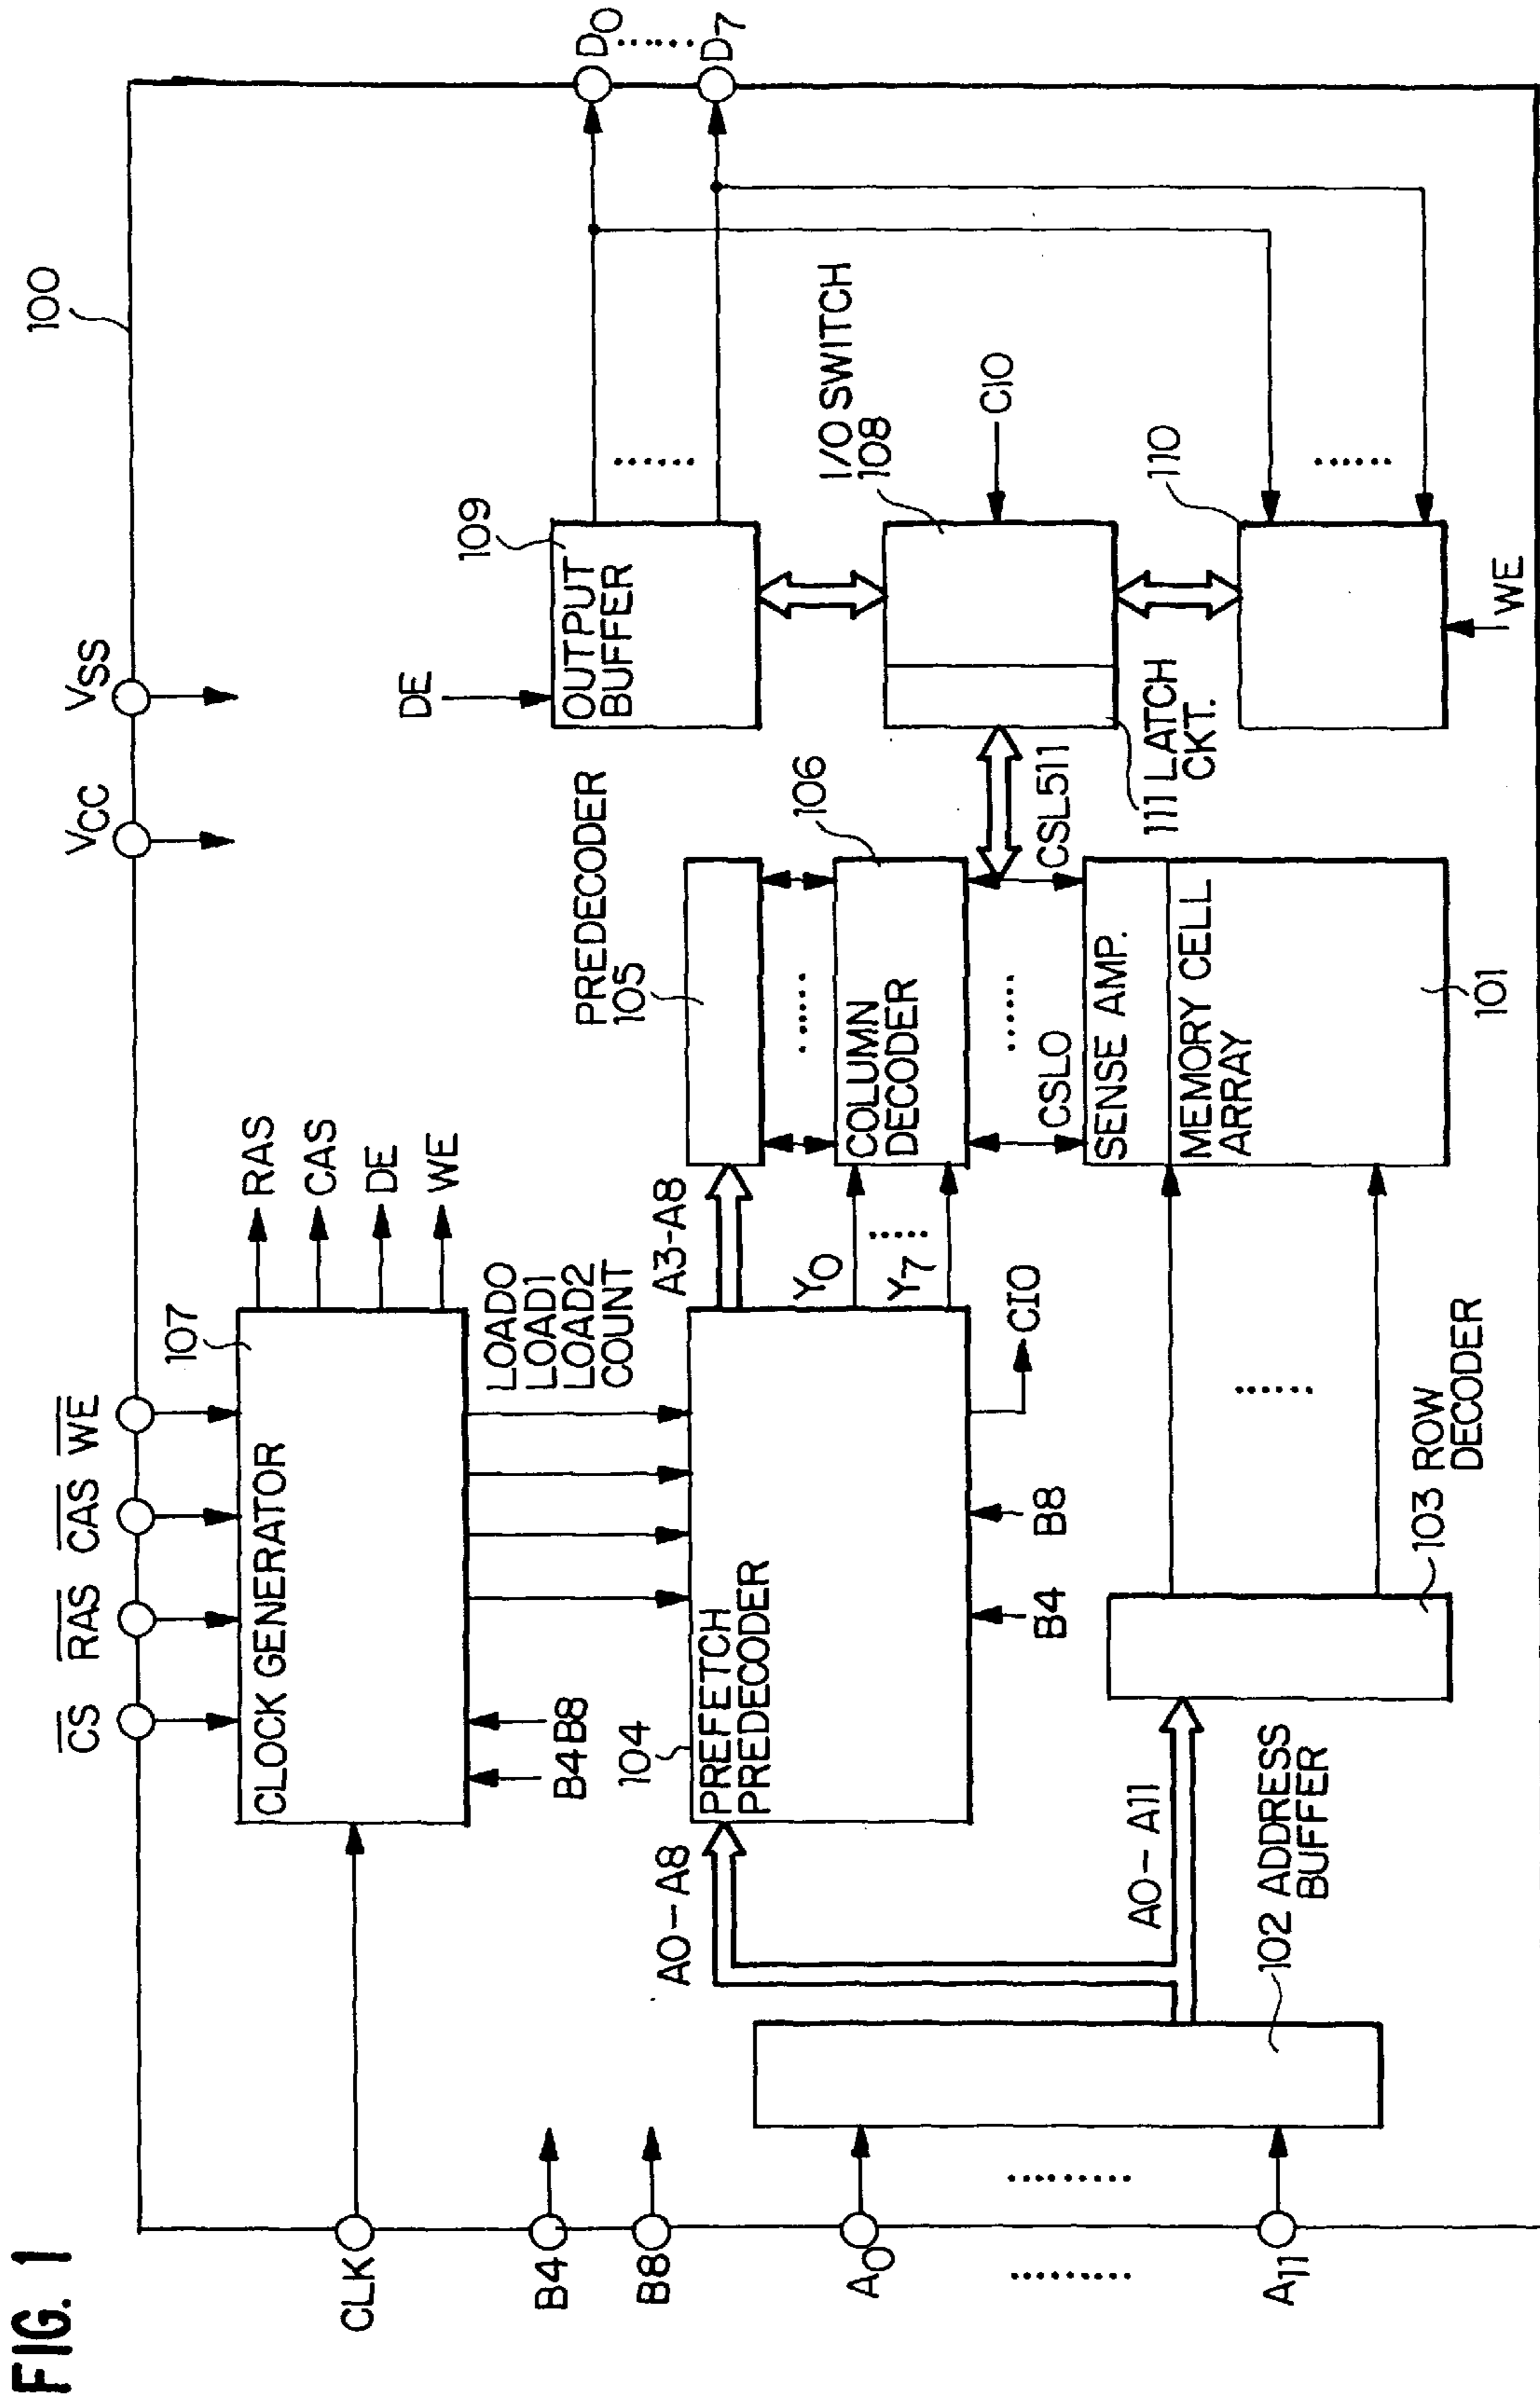 FIG. 1
100
CS
RAS
CAS
WE
VCC
VSS
CLK
B4
B8
A0
A11
CLOCK GENERATOR
107
RAS
CAS
DE
WE
B4
B8
LOAD0
LOAD1
LOAD2
COUNT
104
PREFETCH
PREDECODER
A0-A8
A3-A8
Y0
Y7
CIO
B4
B8
PREDECODER
105
COLUMN
DECODER
106
CSL0
CSL511
SENSE AMP.
MEMORY CELL
ARRAY
101
A0-A11
102 ADDRESS
BUFFER
103 ROW
DECODER
DE
109
OUTPUT
BUFFER
I/O SWITCH
108
CIO
111 LATCH
CKT.
110
WE
D0
D7